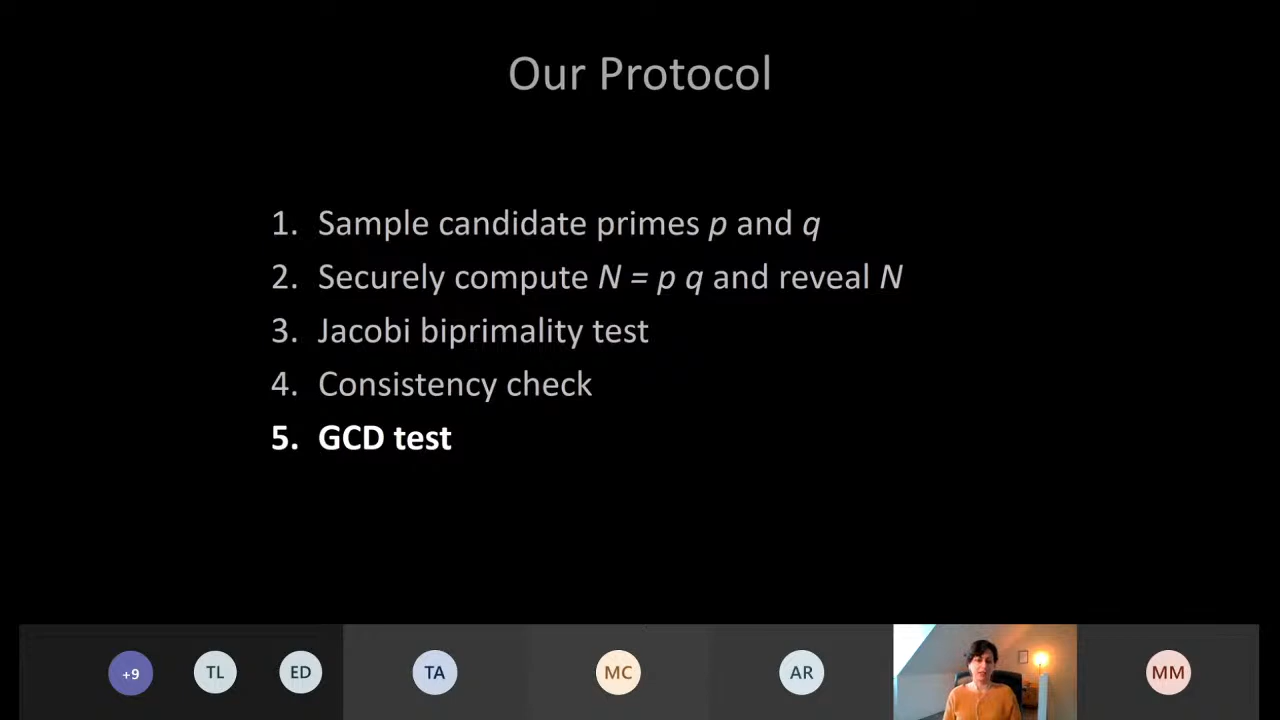 Our Protocol
1. Sample candidate primes p and q
2. Securely compute N = p q and reveal N
3. Jacobi biprimality test
4. Consistency check
5. GCD test
+9 TL ED TA MC AR MM